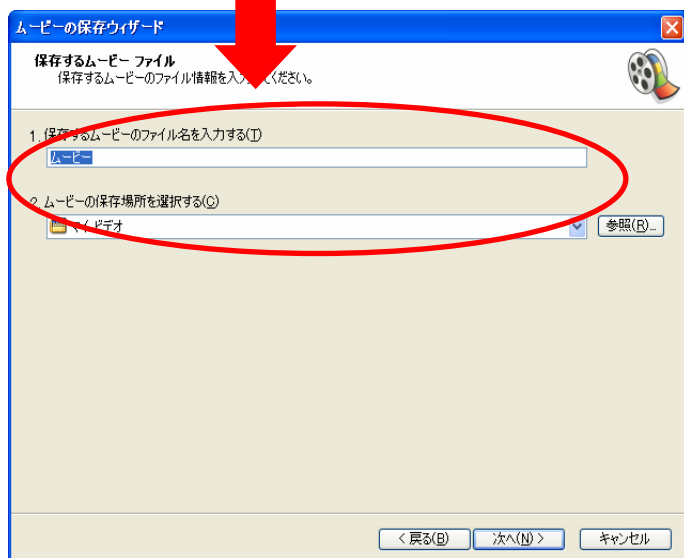 ムービーの保存ウィザード
保存するムービー ファイル
保存するムービーのファイル情報を入力してください。
1. 保存するムービーのファイル名を入力する(T)
ムービー
2. ムービーの保存場所を選択する(C)
マイ ビデオ
参照(R)...
< 戻る(B)
次へ(N) >
キャンセル